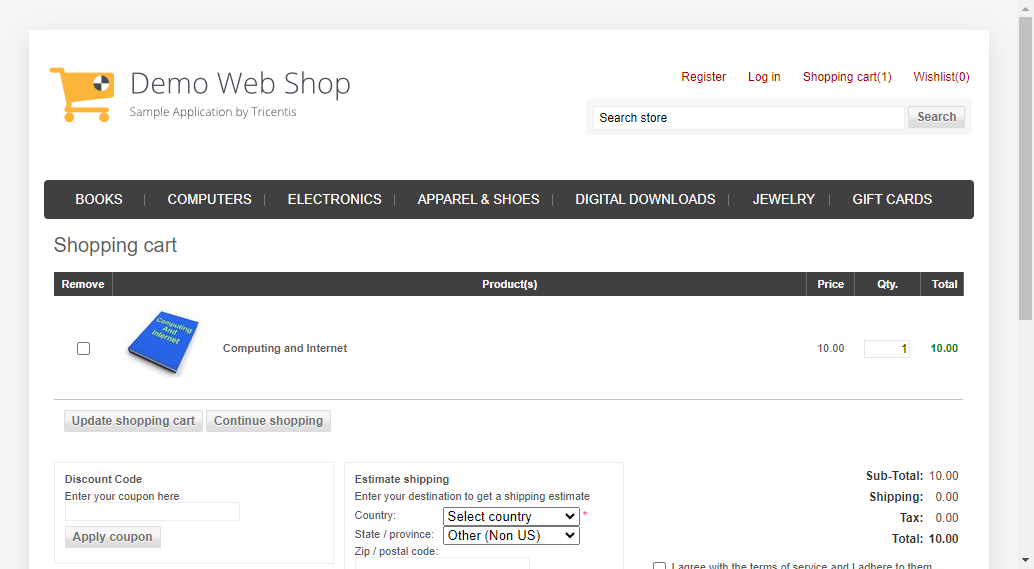 Demo Web Shop
Sample Application by Tricentis
Register Log in Shopping cart(1) Wishlist(0)
Search store Search
BOOKS COMPUTERS ELECTRONICS APPAREL & SHOES DIGITAL DOWNLOADS JEWELRY GIFT CARDS
Shopping cart
Remove Product(s) Price Qty. Total
Computing
And
Internet
Computing and Internet 10.00 1 10.00
Update shopping cart Continue shopping
Discount Code
Enter your coupon here
Apply coupon
Estimate shipping
Enter your destination to get a shipping estimate
Country: Select country *
State / province: Other (Non US)
Zip / postal code:
Sub-Total: 10.00
Shipping: 0.00
Tax: 0.00
Total: 10.00
I agree with the terms of service and I adhere to them